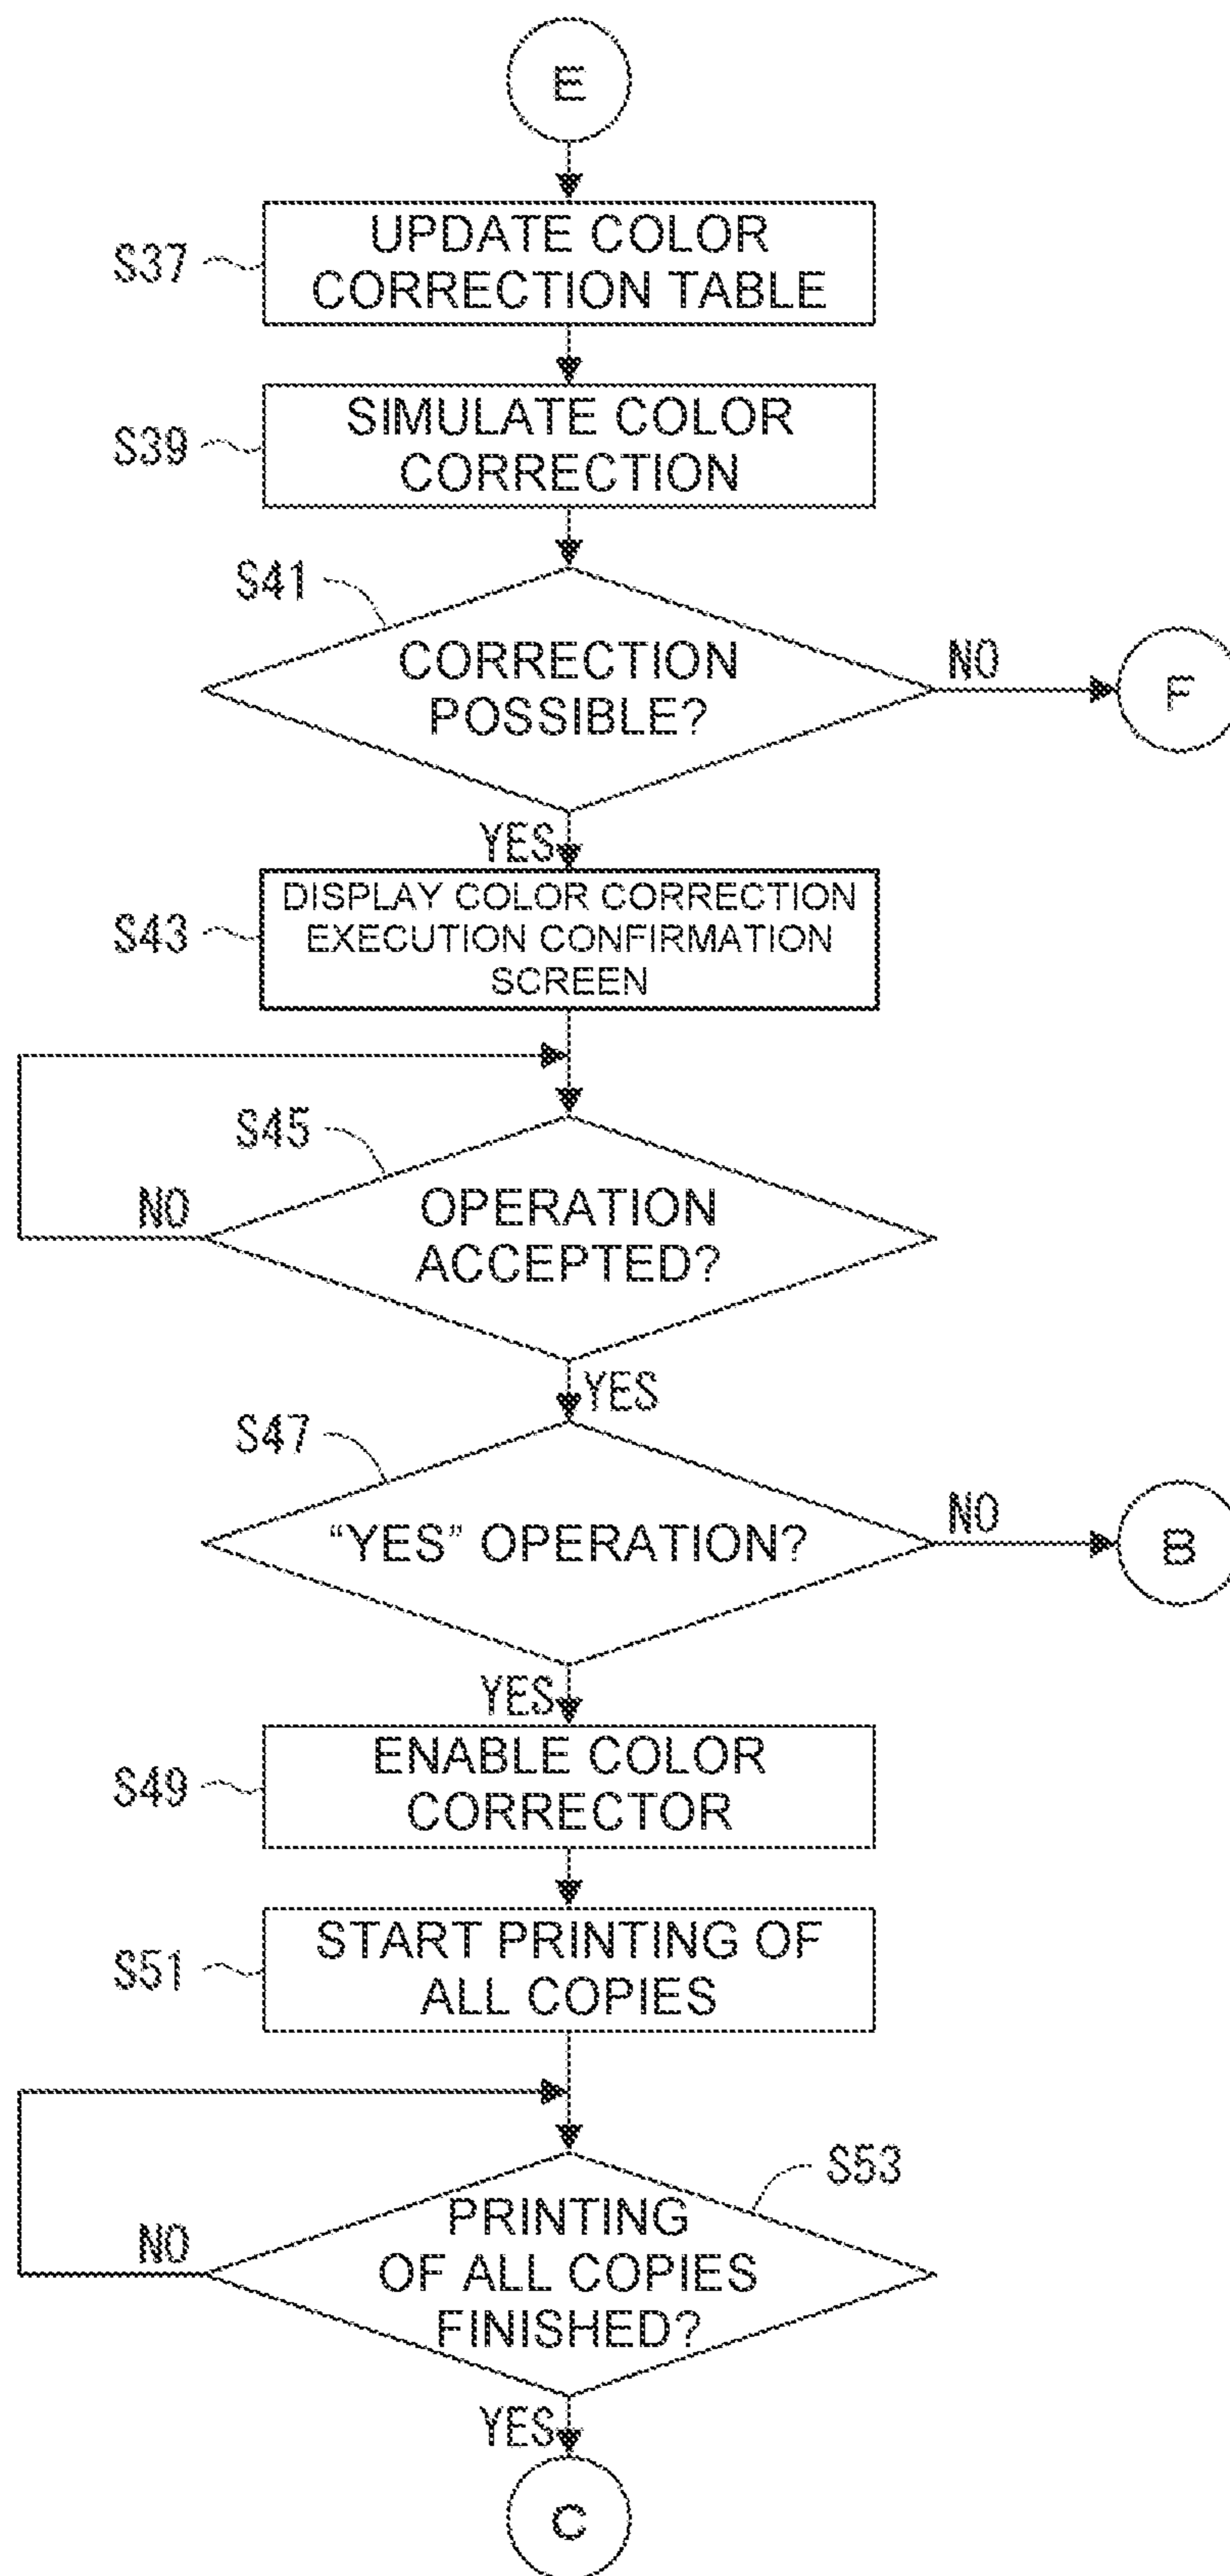 E
S37
UPDATE COLOR
CORRECTION TABLE
S39
SIMULATE COLOR
CORRECTION
S41
CORRECTION
POSSIBLE?
NO
F
YES
S43
DISPLAY COLOR CORRECTION
EXECUTION CONFIRMATION
SCREEN
S45
NO
OPERATION
ACCEPTED?
YES
S47
“YES” OPERATION?
NO
B
YES
S49
ENABLE COLOR
CORRECTOR
S51
START PRINTING OF
ALL COPIES
S53
NO
PRINTING
OF ALL COPIES
FINISHED?
YES
C